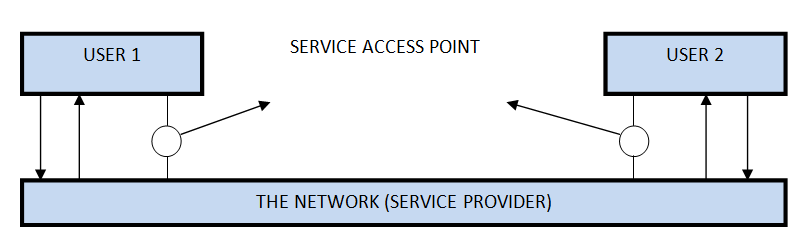 USER 1
SERVICE ACCESS POINT
USER 2
THE NETWORK (SERVICE PROVIDER)